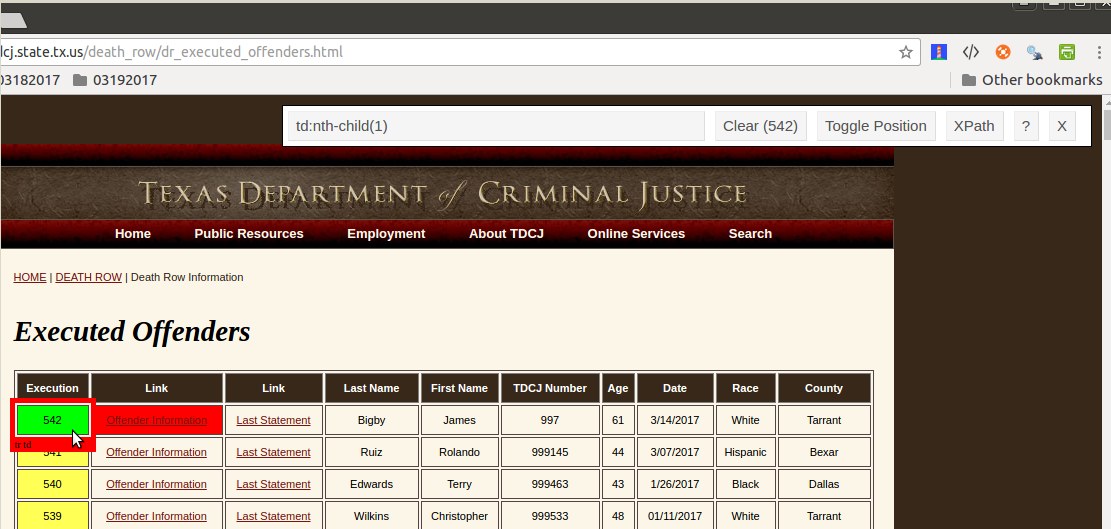 dcj.state.tx.us/death_row/dr_executed_offenders.html
03182017 03192017 Other bookmarks
td:nth-child(1) Clear (542) Toggle Position XPath ? X
TEXAS DEPARTMENT of CRIMINAL JUSTICE
Home Public Resources Employment About TDCJ Online Services Search
HOME | DEATH ROW | Death Row Information
Executed Offenders
Execution Link Link Last Name First Name TDCJ Number Age Date Race County
542 Offender Information Last Statement Bigby James 997 61 3/14/2017 White Tarrant
tr td
541 Offender Information Last Statement Ruiz Rolando 999145 44 3/07/2017 Hispanic Bexar
540 Offender Information Last Statement Edwards Terry 999463 43 1/26/2017 Black Dallas
539 Offender Information Last Statement Wilkins Christopher 999533 48 01/11/2017 White Tarrant